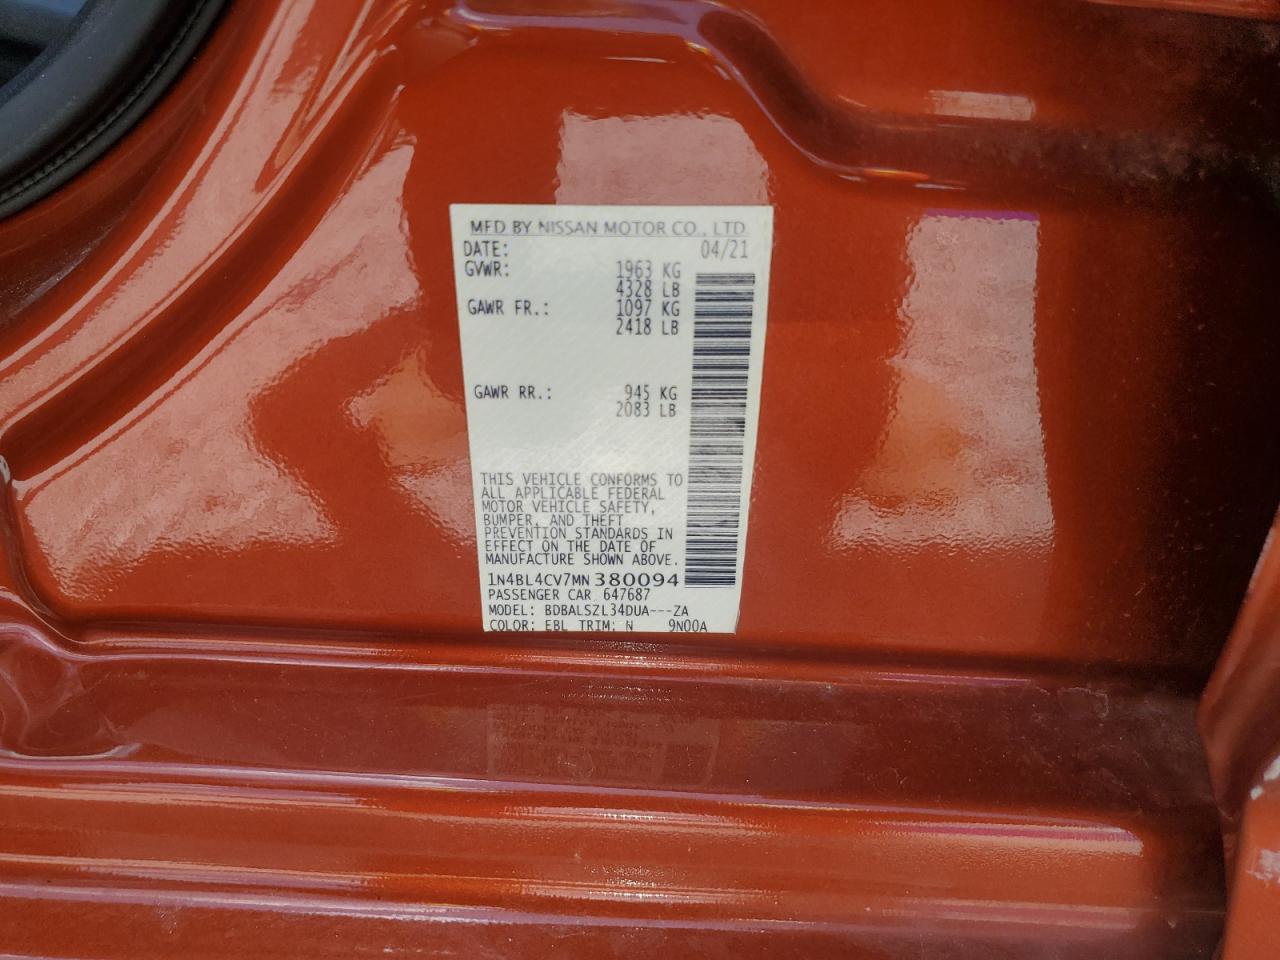 MFD BY NISSAN MOTOR CO., LTD
DATE: 04/21
GVWR: 1963 KG
4328 LB
GAWR FR.: 1097 KG
2418 LB
GAWR RR.: 945 KG
2083 LB
THIS VEHICLE CONFORMS TO
ALL APPLICABLE FEDERAL
MOTOR VEHICLE SAFETY,
BUMPER, AND THEFT
PREVENTION STANDARDS IN
EFFECT ON THE DATE OF
MANUFACTURE SHOWN ABOVE.
1N4BL4CV7MN380094
PASSENGER CAR 647687
MODEL: BDBALSZL34DUA---ZA
COLOR: EBL TRIM: N 9N00A